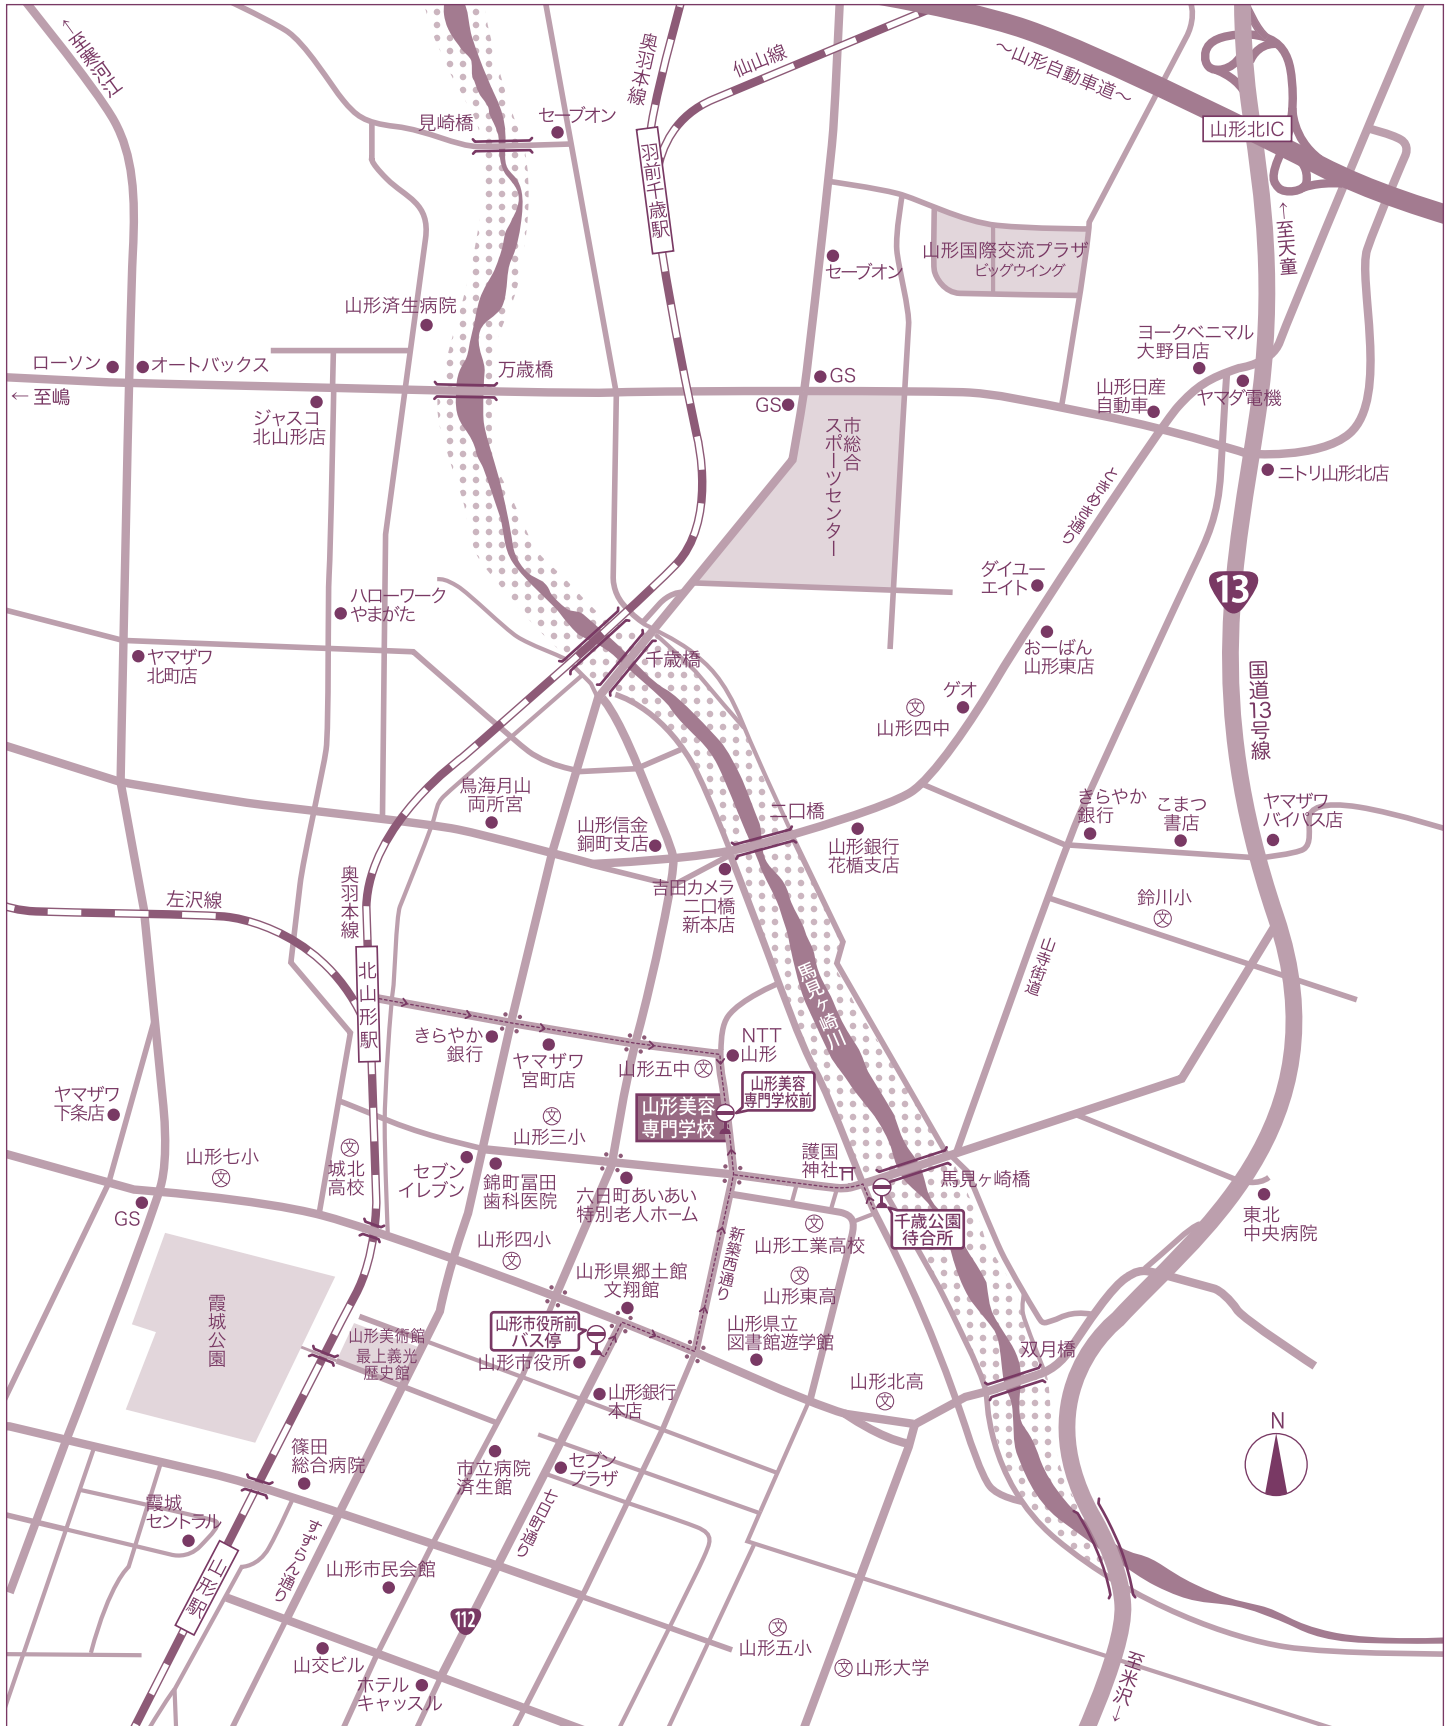 ←至寒河江
奥羽本線
仙山線
〜山形自動車道〜
見崎橋
セーブオン
山形北IC
羽前千歳駅
←至天童
山形国際交流プラザ
ビッグウイング
セーブオン
山形済生病院
ヨークベニマル
大野目店
ローソン
オートバックス
万歳橋
GS
山形日産
自動車
ヤマダ電機
←至嶋
GS
ジャスコ
北山形店
市総合
スポーツセンター
ニトリ山形北店
ときめき通り
ダイユー
エイト
13
ハローワーク
やまがた
おーばん
山形東店
ヤマザワ
北町店
千歳橋
国道13号線
ゲオ
文
山形四中
鳥海月山
両所宮
山形信金
銅町支店
二口橋
山形銀行
花楯支店
きらやか
銀行
こまつ
書店
ヤマザワ
バイパス店
吉田カメラ
二口橋
新本店
左沢線
奥羽本線
鈴川小
文
山寺街道
北山形駅
馬見ヶ崎川
きらやか
銀行
ヤマザワ
宮町店
NTT
山形
山形五中 文
山形美容
専門学校前
山形美容
専門学校
ヤマザワ
下条店
文
山形三小
護国
神社
山形七小
文
文
城北
高校
セブン
イレブン
錦町冨田
歯科医院
六日町あいあい
特別老人ホーム
馬見ヶ崎橋
GS
千歳公園
待合所
東北
中央病院
山形四小
文
新築西通り
文
山形工業高校
文
山形東高
山形県郷土館
文翔館
霞城公園
山形市役所前
バス停
山形県立
図書館遊学館
山形美術館
最上義光
歴史館
山形市役所
双月橋
山形銀行
本店
山形北高
文
N
篠田
総合病院
市立病院
済生館
セブン
プラザ
霞城
セントラル
七日町通り
すずらん通り
山形駅
山形市民会館
112
文
山形五小
山交ビル
文山形大学
ホテル
キャッスル
至米沢→